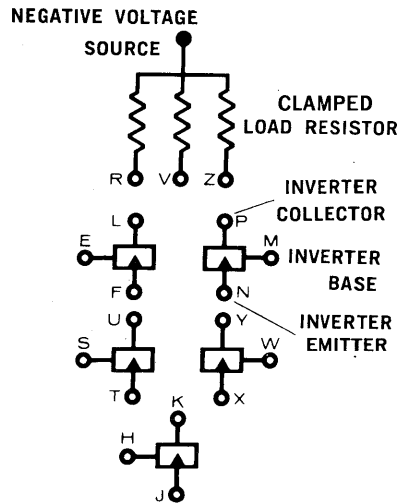 NEGATIVE VOLTAGE
SOURCE
CLAMPED
LOAD RESISTOR
R V Z
INVERTER
COLLECTOR
L P
E M
INVERTER
BASE
F N
U Y
INVERTER
EMITTER
S W
T X
K
H
J